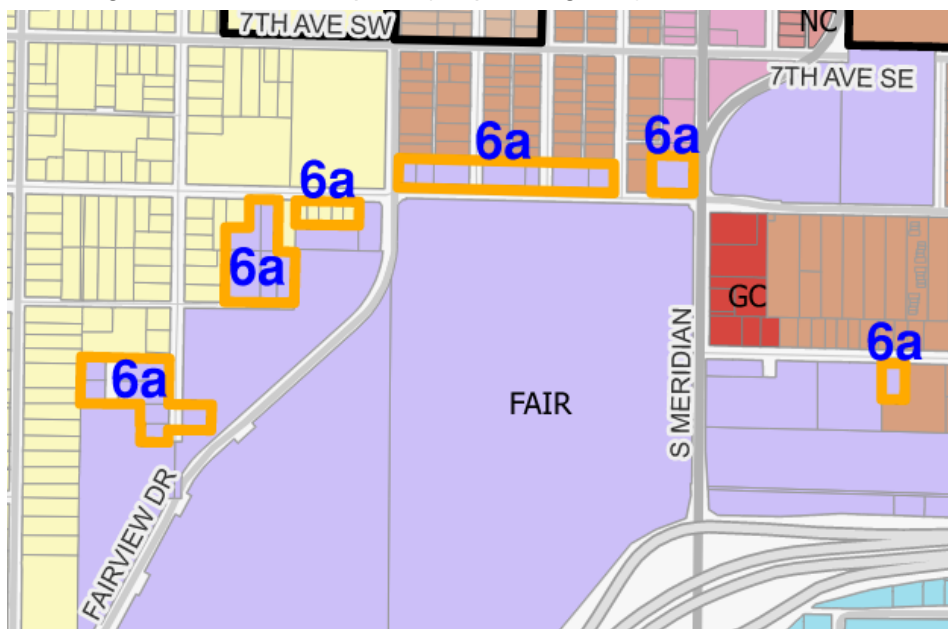 NC
7TH AVE SW
7TH AVE SE
6a
6a
6a
6a
GC
6a
6a
FAIR
S MERIDIAN
FAIRVIEW DR